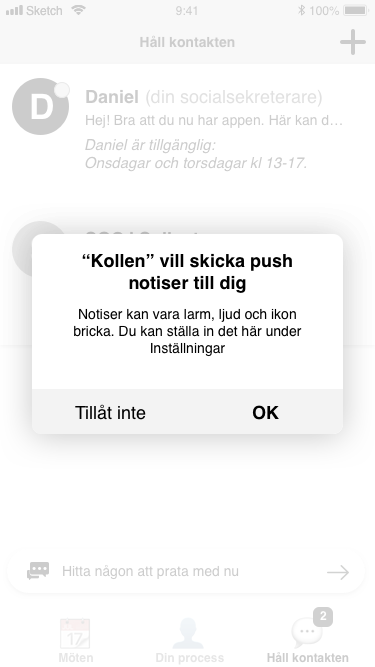 Sketch 9:41 100%
Håll kontakten
D
Daniel (din socialsekreterare)
Hej! Bra att du nu har appen. Här kan d...
Daniel är tillgänglig:
Onsdagar och torsdagar kl 13-17.
“Kollen” vill skicka push
notiser till dig
Notiser kan vara larm, ljud och ikon
bricka. Du kan ställa in det här under
Inställningar
Tillåt inte OK
Hitta någon att prata med nu
17
2
Möten Din process Håll kontakten